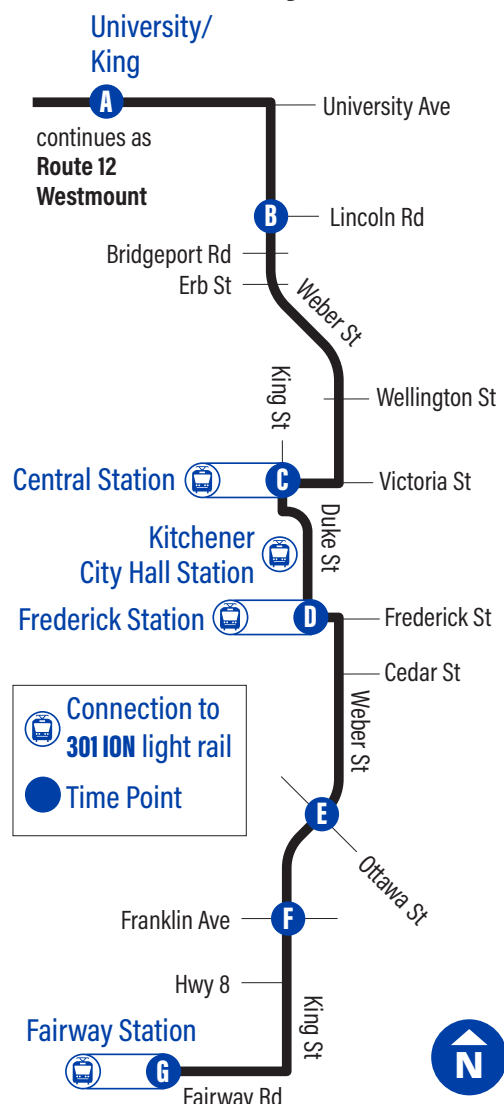 University/
King
A
University Ave
continues as
Route 12
Westmount
B
Lincoln Rd
Bridgeport Rd
Erb St
Weber St
King St
Wellington St
Central Station
C
Victoria St
Duke St
Kitchener
City Hall Station
Frederick Station
D
Frederick St
Cedar St
Weber St
Connection to
301 ION light rail
Time Point
E
Ottawa St
Franklin Ave
F
Hwy 8
King St
Fairway Station
G
Fairway Rd
N